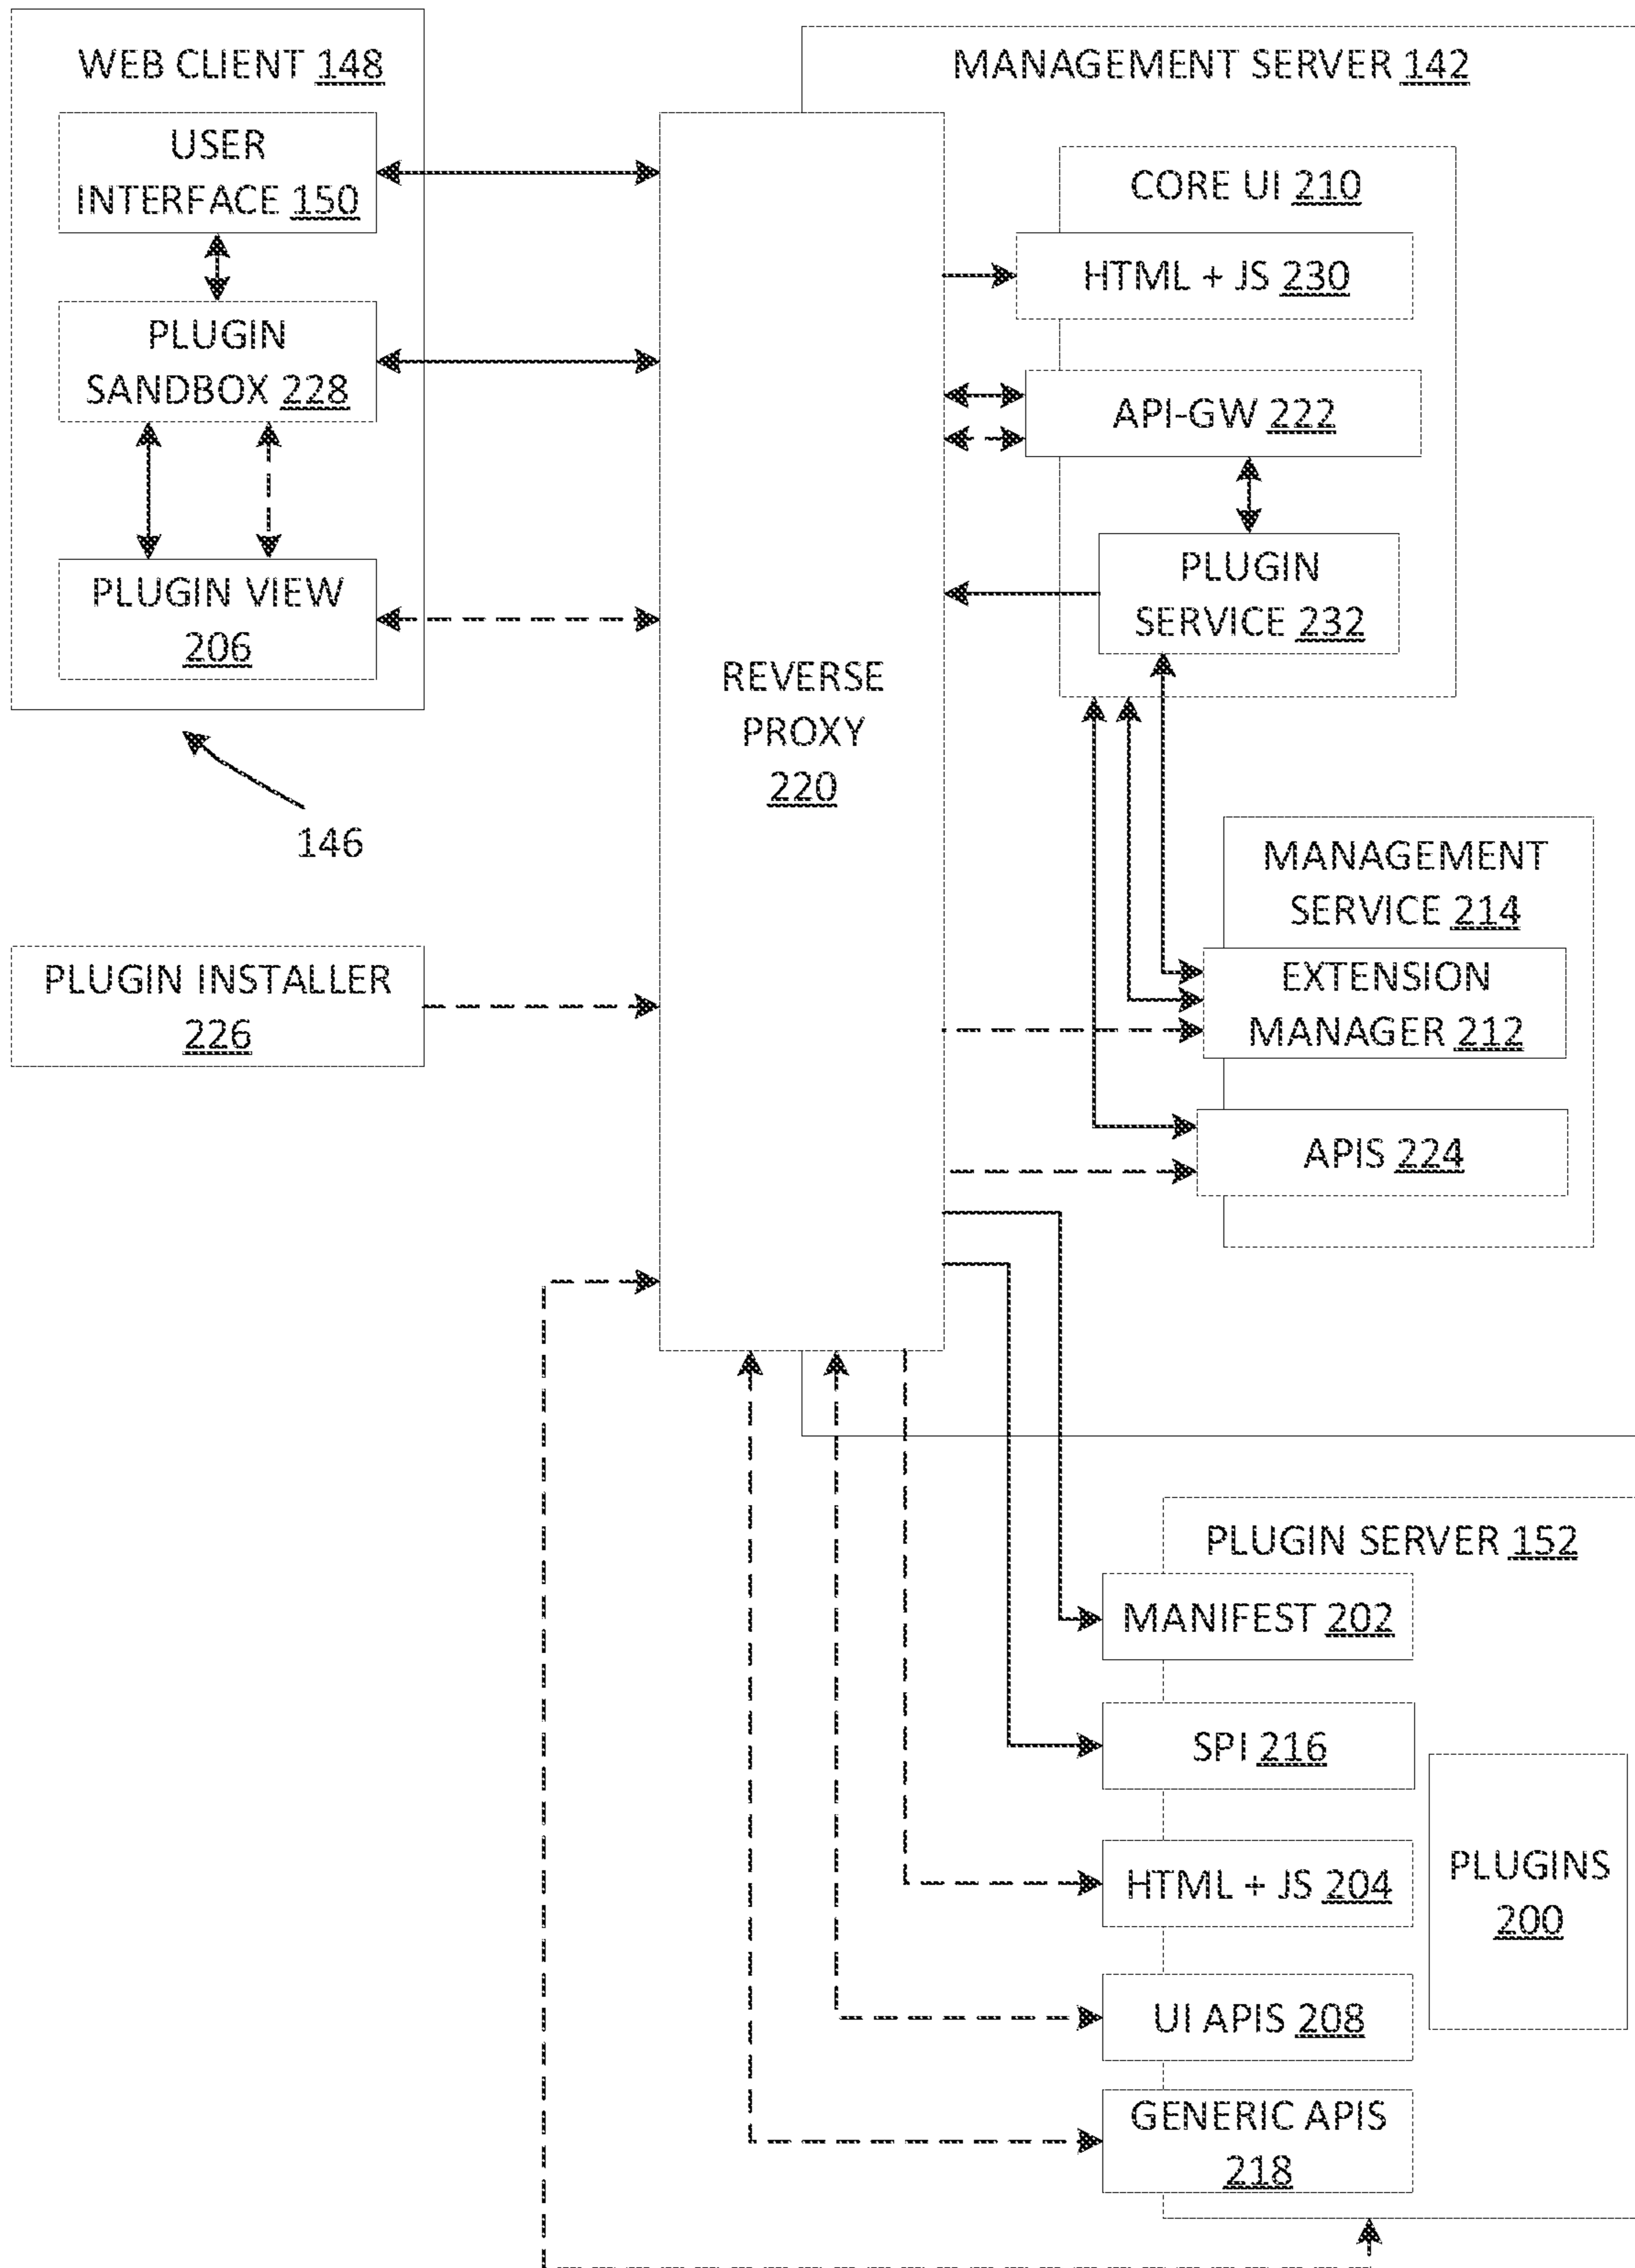 WEB CLIENT 148
USER
INTERFACE 150
PLUGIN
SANDBOX 228
PLUGIN VIEW
206
146
PLUGIN INSTALLER
226
REVERSE
PROXY
220
MANAGEMENT SERVER 142
CORE UI 210
HTML + JS 230
API-GW 222
PLUGIN
SERVICE 232
MANAGEMENT
SERVICE 214
EXTENSION
MANAGER 212
APIS 224
PLUGIN SERVER 152
MANIFEST 202
SPI 216
HTML + JS 204
UI APIS 208
GENERIC APIS
218
PLUGINS
200